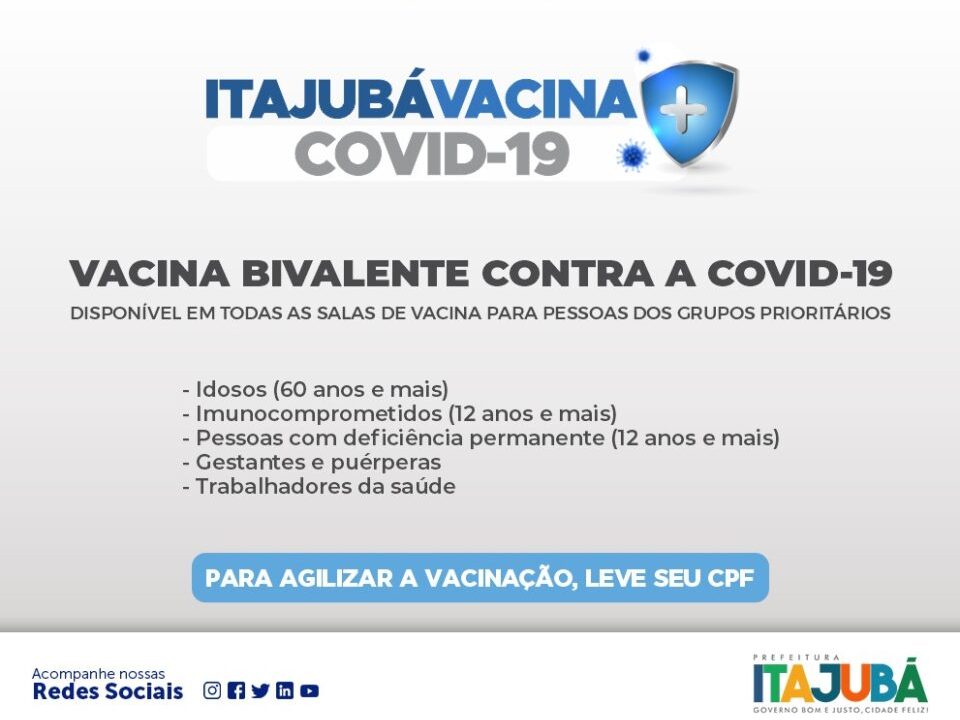 ITAJUBÁVACINA
COVID-19
VACINA BIVALENTE CONTRA A COVID-19
DISPONÍVEL EM TODAS AS SALAS DE VACINA PARA PESSOAS DOS GRUPOS PRIORITÁRIOS
- Idosos (60 anos e mais)
- Imunocomprometidos (12 anos e mais)
- Pessoas com deficiência permanente (12 anos e mais)
- Gestantes e puérperas
- Trabalhadores da saúde
PARA AGILIZAR A VACINAÇÃO, LEVE SEU CPF
Acompanhe nossas
Redes Sociais
PREFEITURA
ITAJUBÁ
GOVERNO BOM E JUSTO, CIDADE FELIZ!